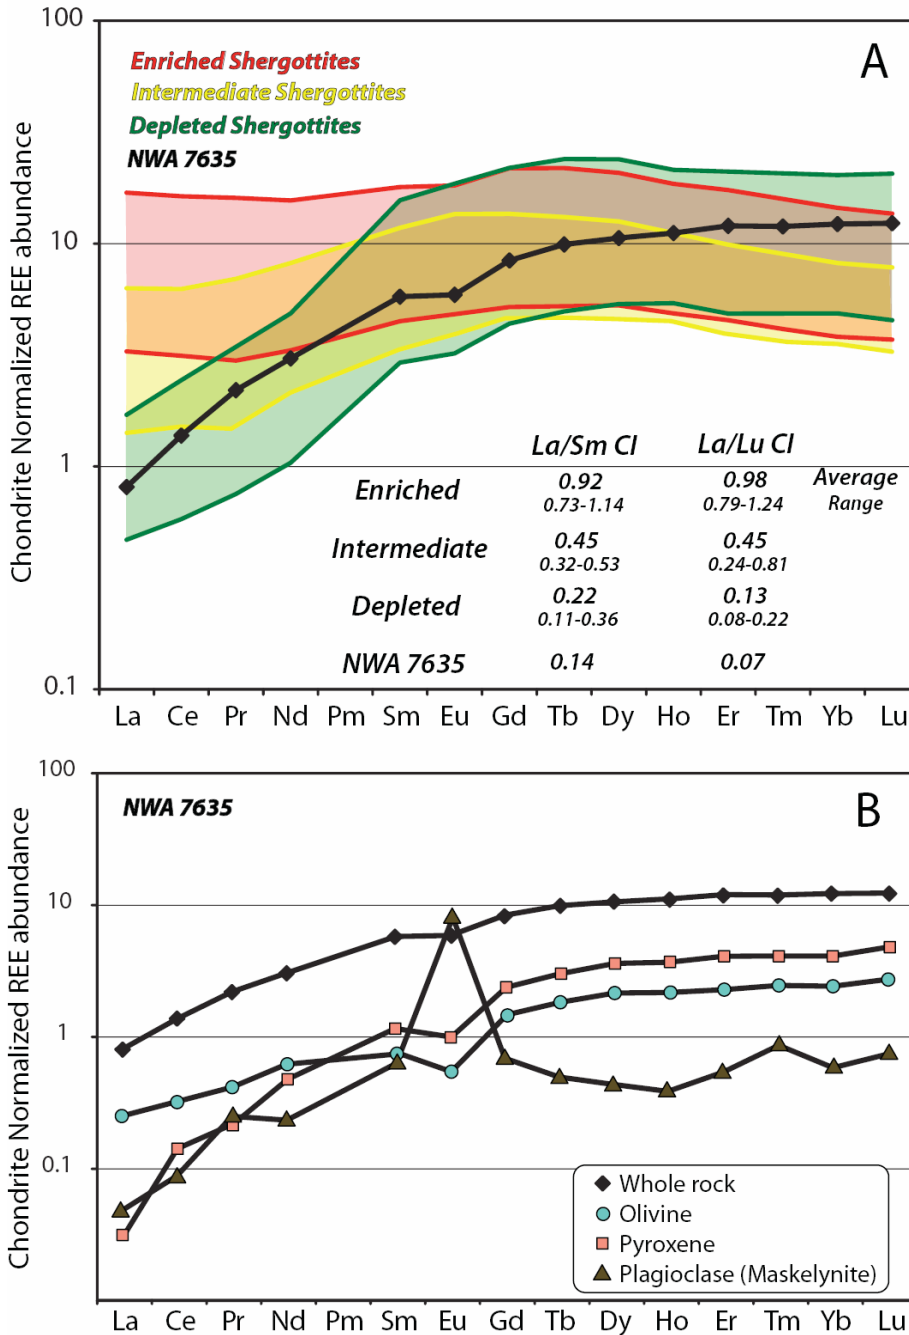 100
Enriched Shergottites
A
Intermediate Shergottites
Depleted Shergottites
NWA 7635
Chondrite Normalized REE abundance
10
1
0.1
La/Sm CI La/Lu CI
Enriched 0.92 0.98 Average
0.73-1.14 0.79-1.24 Range
Intermediate 0.45 0.45
0.32-0.53 0.24-0.81
Depleted 0.22 0.13
0.11-0.36 0.08-0.22
NWA 7635 0.14 0.07
La Ce Pr Nd Pm Sm Eu Gd Tb Dy Ho Er Tm Yb Lu
100
NWA 7635
B
Chondrite Normalized REE abundance
10
1
0.1
Whole rock
Olivine
Pyroxene
Plagioclase (Maskelynite)
La Ce Pr Nd Pm Sm Eu Gd Tb Dy Ho Er Tm Yb Lu